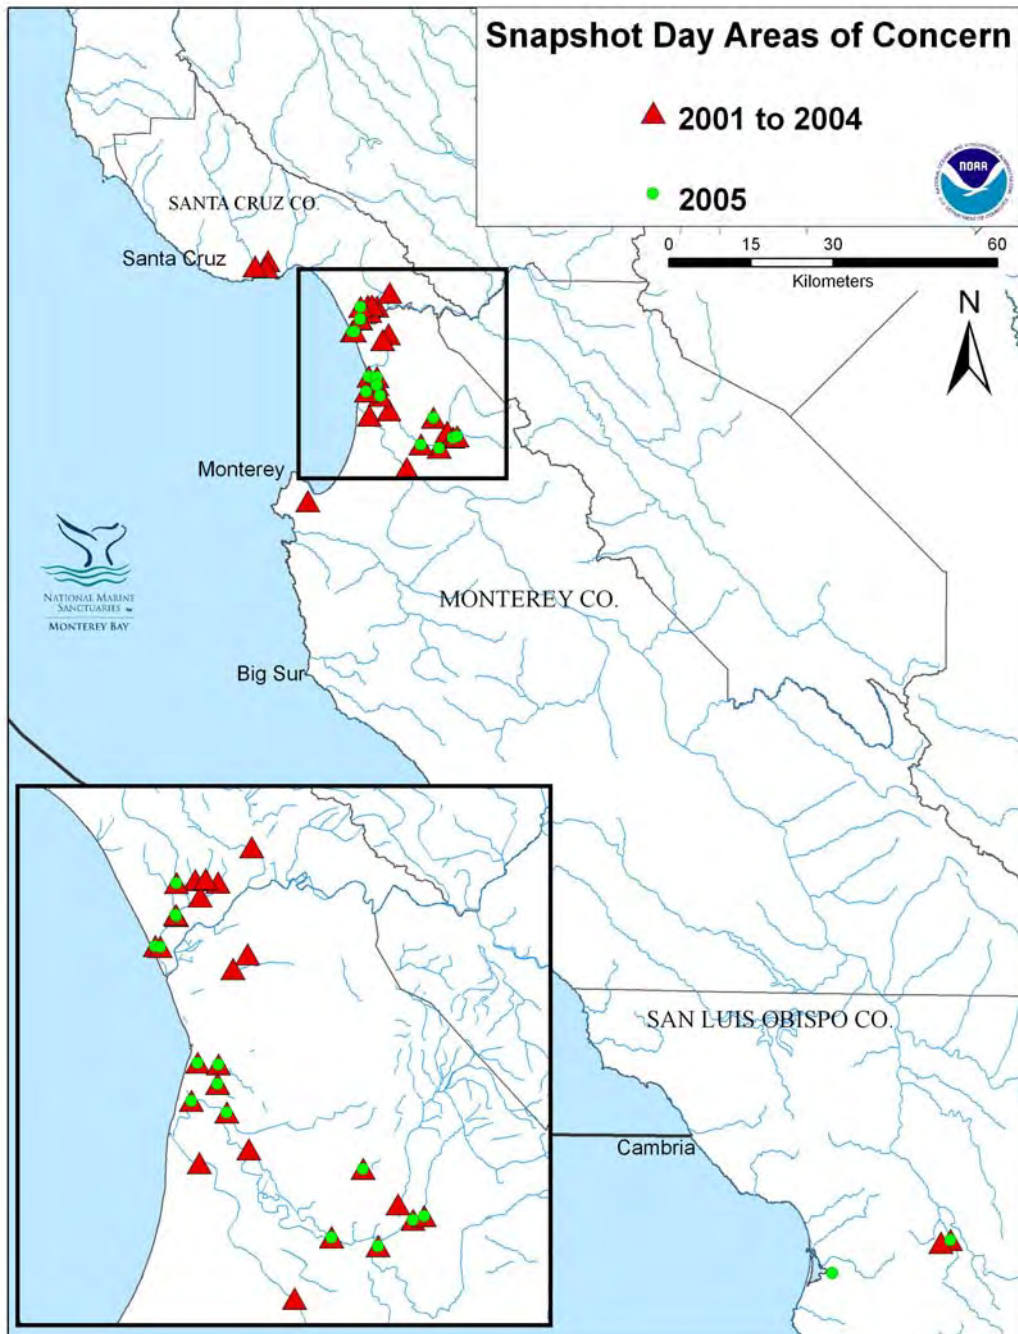 Snapshot Day Areas of Concern
2001 to 2004
2005
NOAA
0 15 30 60
Kilometers
N
SANTA CRUZ CO.
Santa Cruz
Monterey
NATIONAL MARINE
SANCTUARIES
MONTEREY BAY
MONTEREY CO.
Big Sur
SAN LUIS OBISPO CO.
Cambria